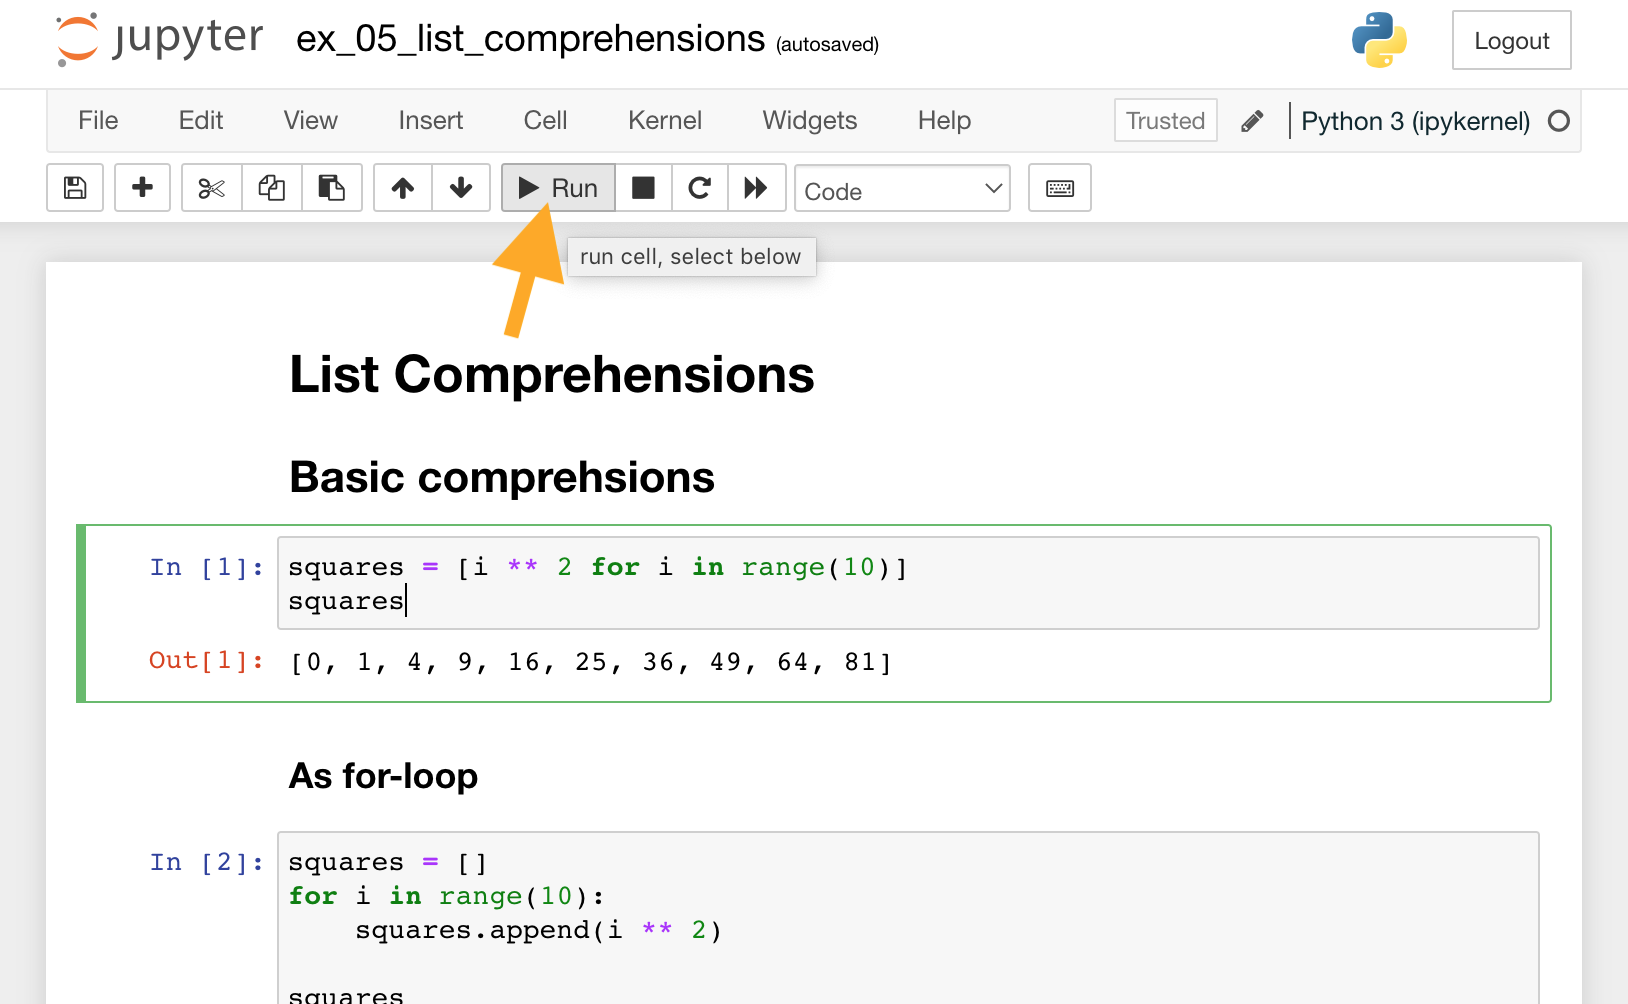 jupyter ex_05_list_comprehensions (autosaved) Logout
File Edit View Insert Cell Kernel Widgets Help Trusted Python 3 (ipykernel)
Run Code
run cell, select below
List Comprehensions
Basic comprehsions
In [1]: squares = [i ** 2 for i in range(10)]
squares
Out[1]: [0, 1, 4, 9, 16, 25, 36, 49, 64, 81]
As for-loop
In [2]: squares = []
for i in range(10):
    squares.append(i ** 2)
squares